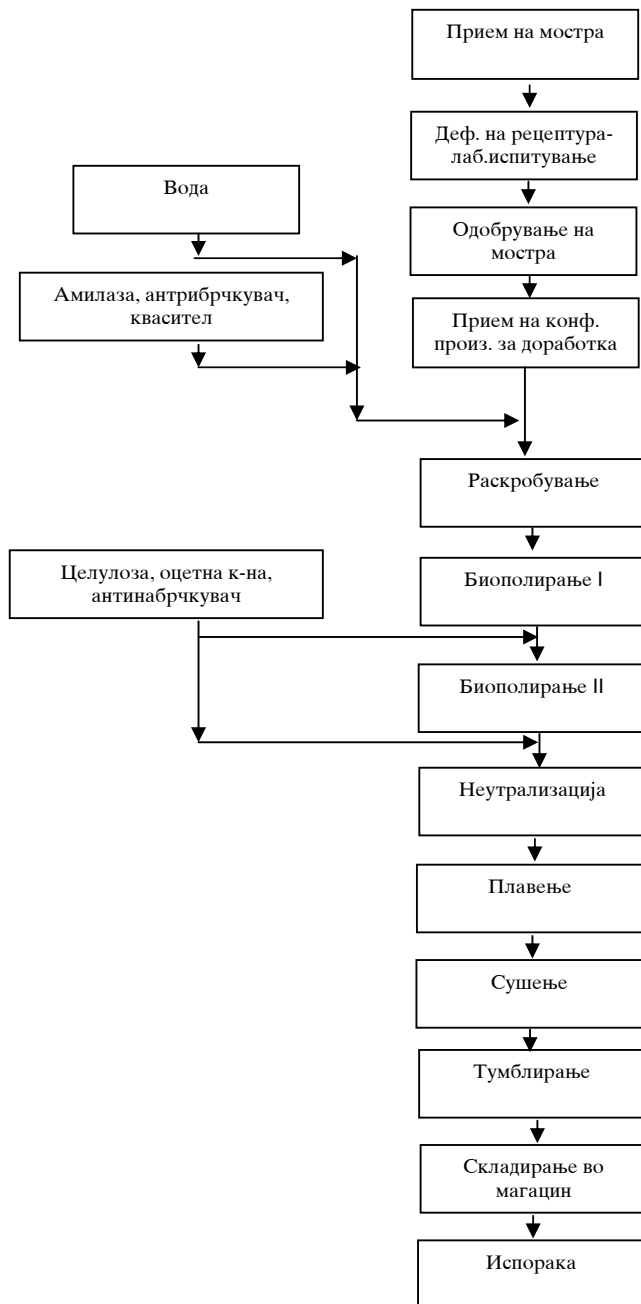 Прием на мостра
Деф. на рецептура-
лаб.испитување
Вода
Одобрување на
мостра
Амилаза, антрибрчкувач,
квасител
Прием на конф.
произ. за доработка
Раскробување
Целулоза, оцетна к-на,
антинабрчкувач
Биополирање I
Биополирање II
Неутрализација
Плавење
Сушење
Тумблирање
Складирање во
магацин
Испорака